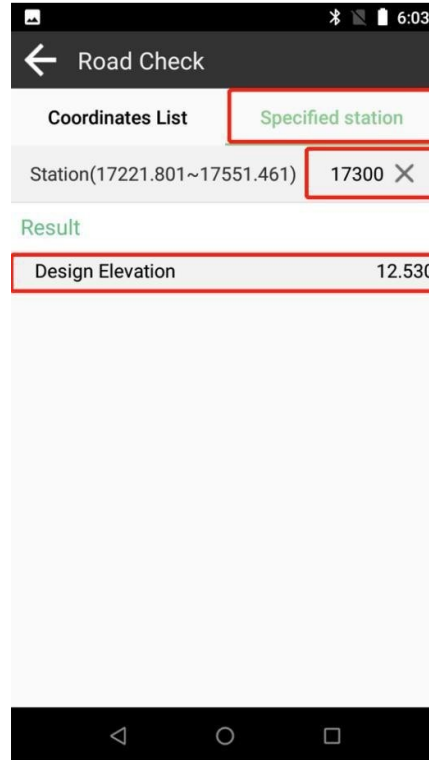 6:03
Road Check
Coordinates List Specified station
Station(17221.801~17551.461) 17300
Result
Design Elevation 12.530